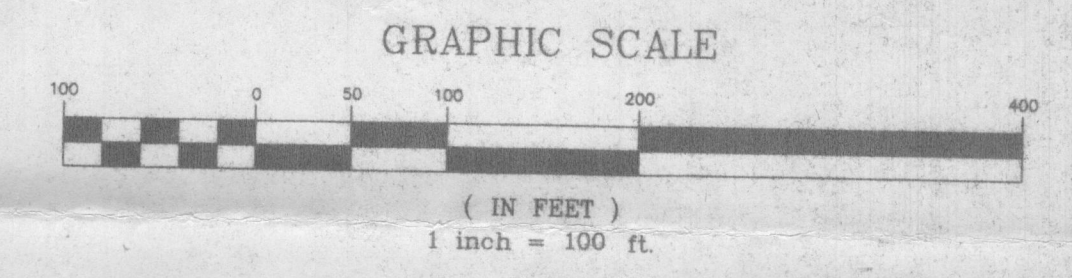 GRAPHIC SCALE
100 0 50 100 200 400
( IN FEET )
1 inch = 100 ft.